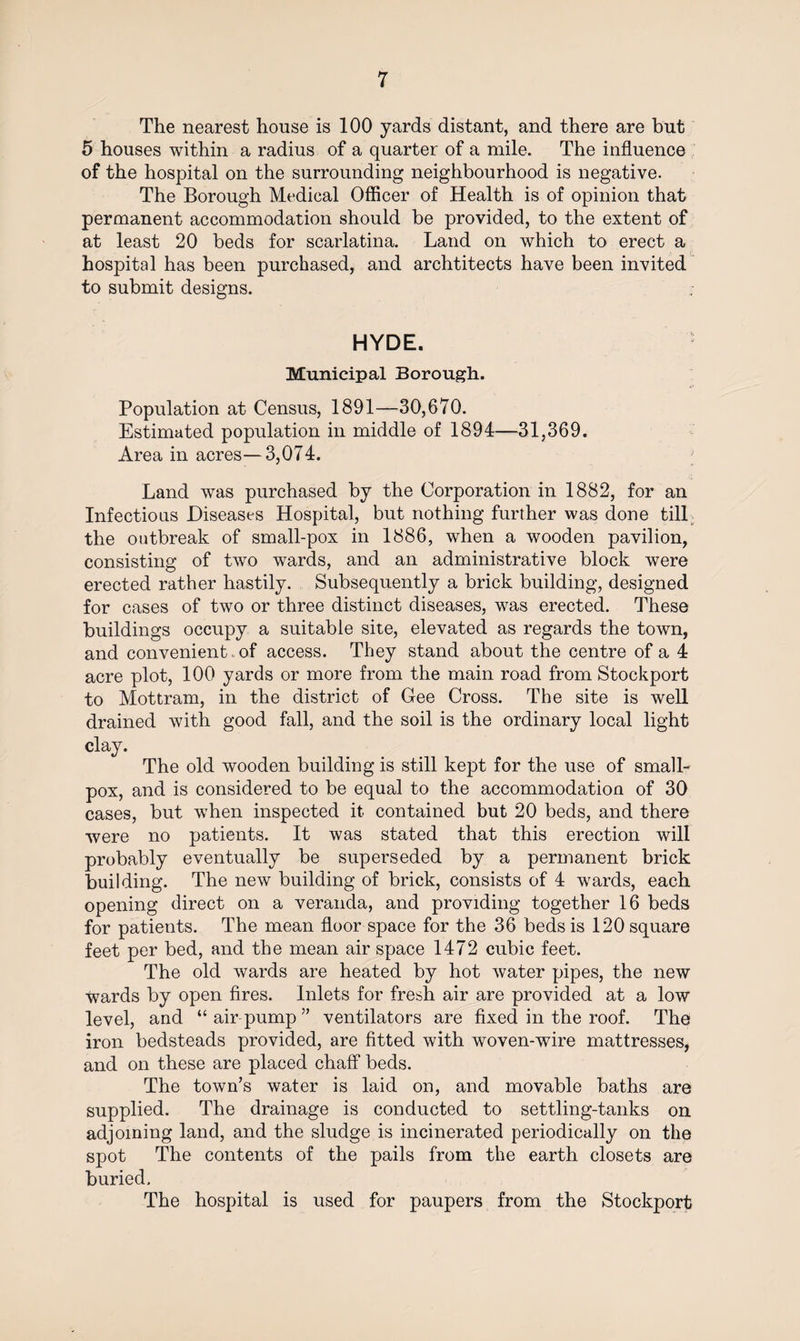 7
The nearest house is 100 yards distant, and there are but
5 houses within a radius of a quarter of a mile. The influence
of the hospital on the surrounding neighbourhood is negative.
The Borough Medical Officer of Health is of opinion that
permanent accommodation should be provided, to the extent of
at least 20 beds for scarlatina. Land on which to erect a
hospital has been purchased, and archtitects have been invited
to submit designs.
HYDE.
Municipal Borough.
Population at Census, 1891—30,670.
Estimated population in middle of 1894—31,369.
Area in acres—3,074.
Land was purchased by the Corporation in 1882, for an
Infectious Diseases Hospital, but nothing further was done till
the outbreak of small-pox in 1886, when a wooden pavilion,
consisting of two wards, and an administrative block were
erected rather hastily. Subsequently a brick building, designed
for cases of two or three distinct diseases, was erected. These
buildings occupy a suitable site, elevated as regards the town,
and convenient of access. They stand about the centre of a 4
acre plot, 100 yards or more from the main road from Stockport
to Mottram, in the district of Gee Cross. The site is well
drained with good fall, and the soil is the ordinary local light
clay.
The old wooden building is still kept for the use of small-
pox, and is considered to be equal to the accommodation of 30
cases, but when inspected it contained but 20 beds, and there
were no patients. It was stated that this erection will
probably eventually be superseded by a permanent brick
building. The new building of brick, consists of 4 wards, each
opening direct on a veranda, and providing together 16 beds
for patients. The mean floor space for the 36 beds is 120 square
feet per bed, and the mean air space 1472 cubic feet.
The old wards are heated by hot water pipes, the new
wards by open fires. Inlets for fresh air are provided at a low
level, and “ air-pump ” ventilators are fixed in the roof. The
iron bedsteads provided, are fitted with woven-wire mattresses,
and on these are placed chaff beds.
The town’s water is laid on, and movable baths are
supplied. The drainage is conducted to settling-tanks on
adjoining land, and the sludge is incinerated periodically on the
spot The contents of the pails from the earth closets are
buried.
The hospital is used for paupers from the Stockport